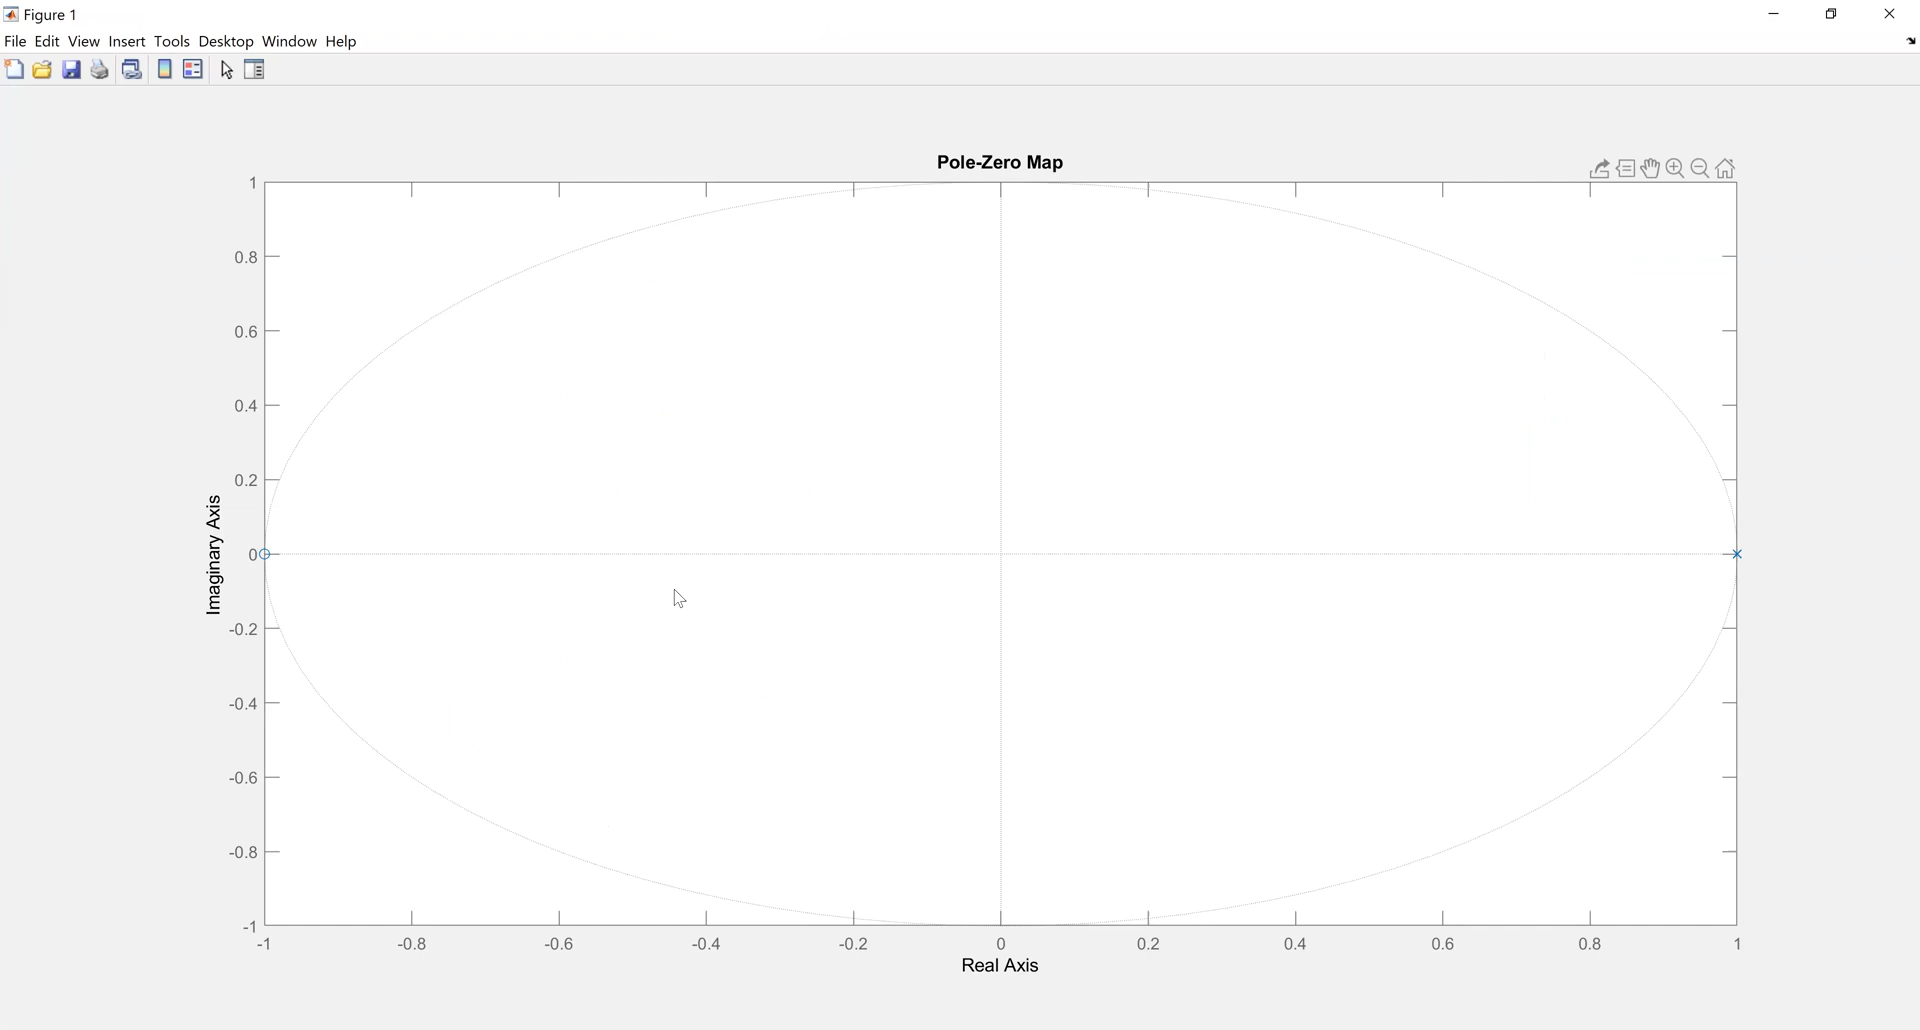 Figure 1
File Edit View Insert Tools Desktop Window Help
Pole-Zero Map
1
0.8
0.6
0.4
0.2
0
-0.2
-0.4
-0.6
-0.8
-1
Imaginary Axis
-1 -0.8 -0.6 -0.4 -0.2 0 0.2 0.4 0.6 0.8 1
Real Axis